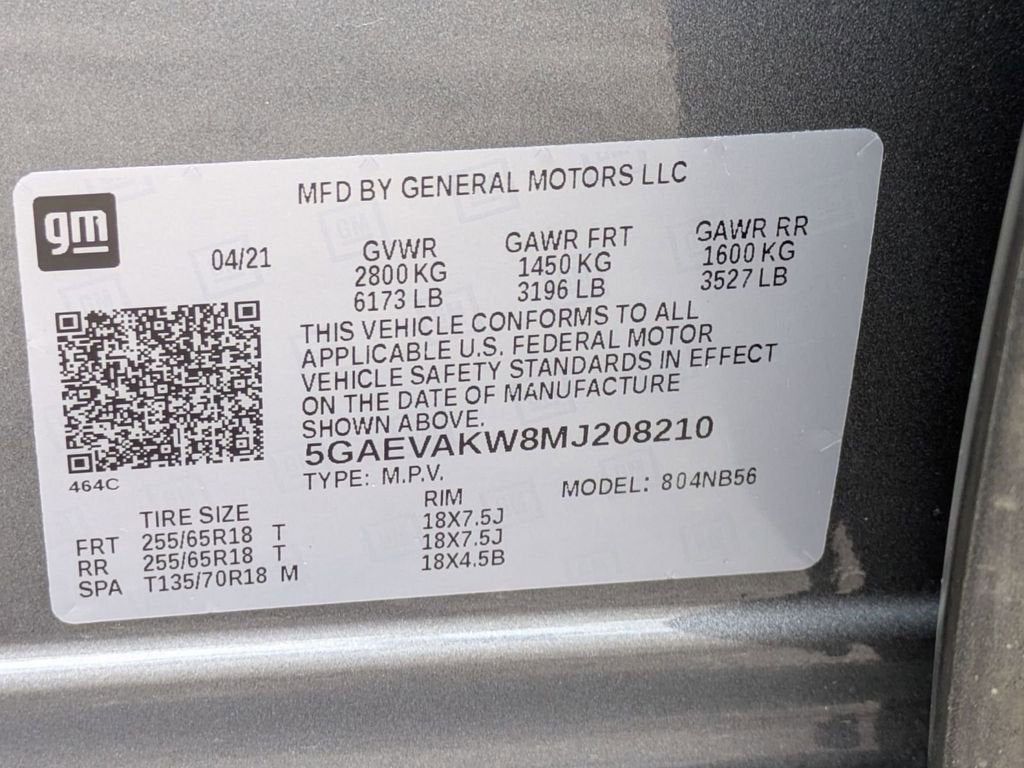 MFD BY GENERAL MOTORS LLC
gm
04/21
GVWR GAWR FRT GAWR RR
2800 KG 1450 KG 1600 KG
6173 LB 3196 LB 3527 LB
THIS VEHICLE CONFORMS TO ALL
APPLICABLE U.S. FEDERAL MOTOR
VEHICLE SAFETY STANDARDS IN EFFECT
ON THE DATE OF MANUFACTURE
SHOWN ABOVE.
5GAEVAKW8MJ208210
464C
TYPE: M.P.V. MODEL: 804NB56
TIRE SIZE RIM
FRT 255/65R18 T 18X7.5J
RR 255/65R18 T 18X7.5J
SPA T135/70R18 M 18X4.5B